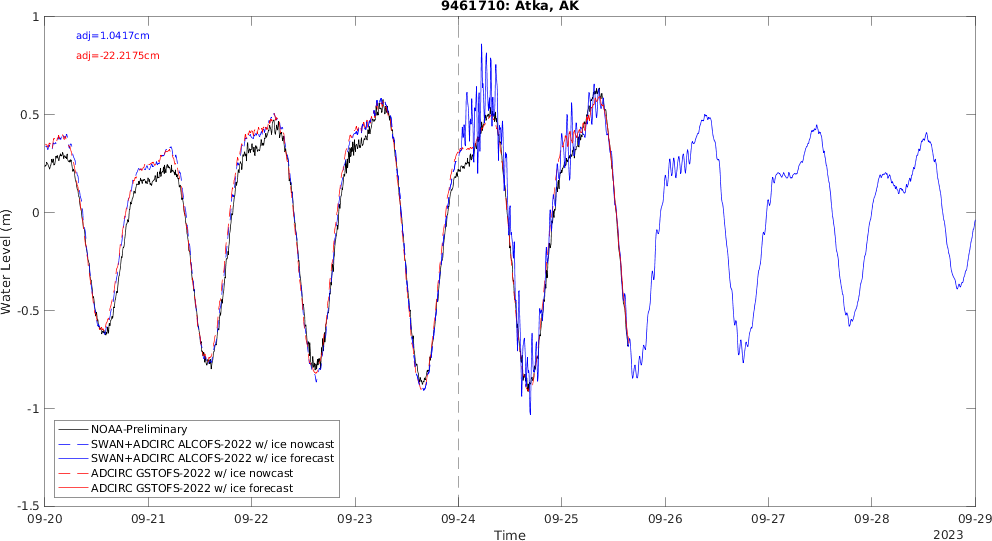 9461710: Atka, AK
adj=1.0417cm
adj=-22.2175cm
1
0.5
0
-0.5
-1
-1.5
Water Level (m)
NOAA-Preliminary
SWAN+ADCIRC ALCOFS-2022 w/ ice nowcast
SWAN+ADCIRC ALCOFS-2022 w/ ice forecast
ADCIRC GSTOFS-2022 w/ ice nowcast
ADCIRC GSTOFS-2022 w/ ice forecast
09-20 09-21 09-22 09-23 09-24 09-25 09-26 09-27 09-28 09-29
Time
2023